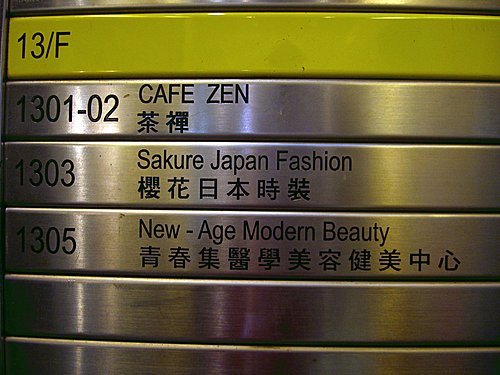 13/F
1301-02 CAFE ZEN
茶禪
1303 Sakure Japan Fashion
櫻花日本時裝
1305 New - Age Modern Beauty
青春集醫學美容健美中心